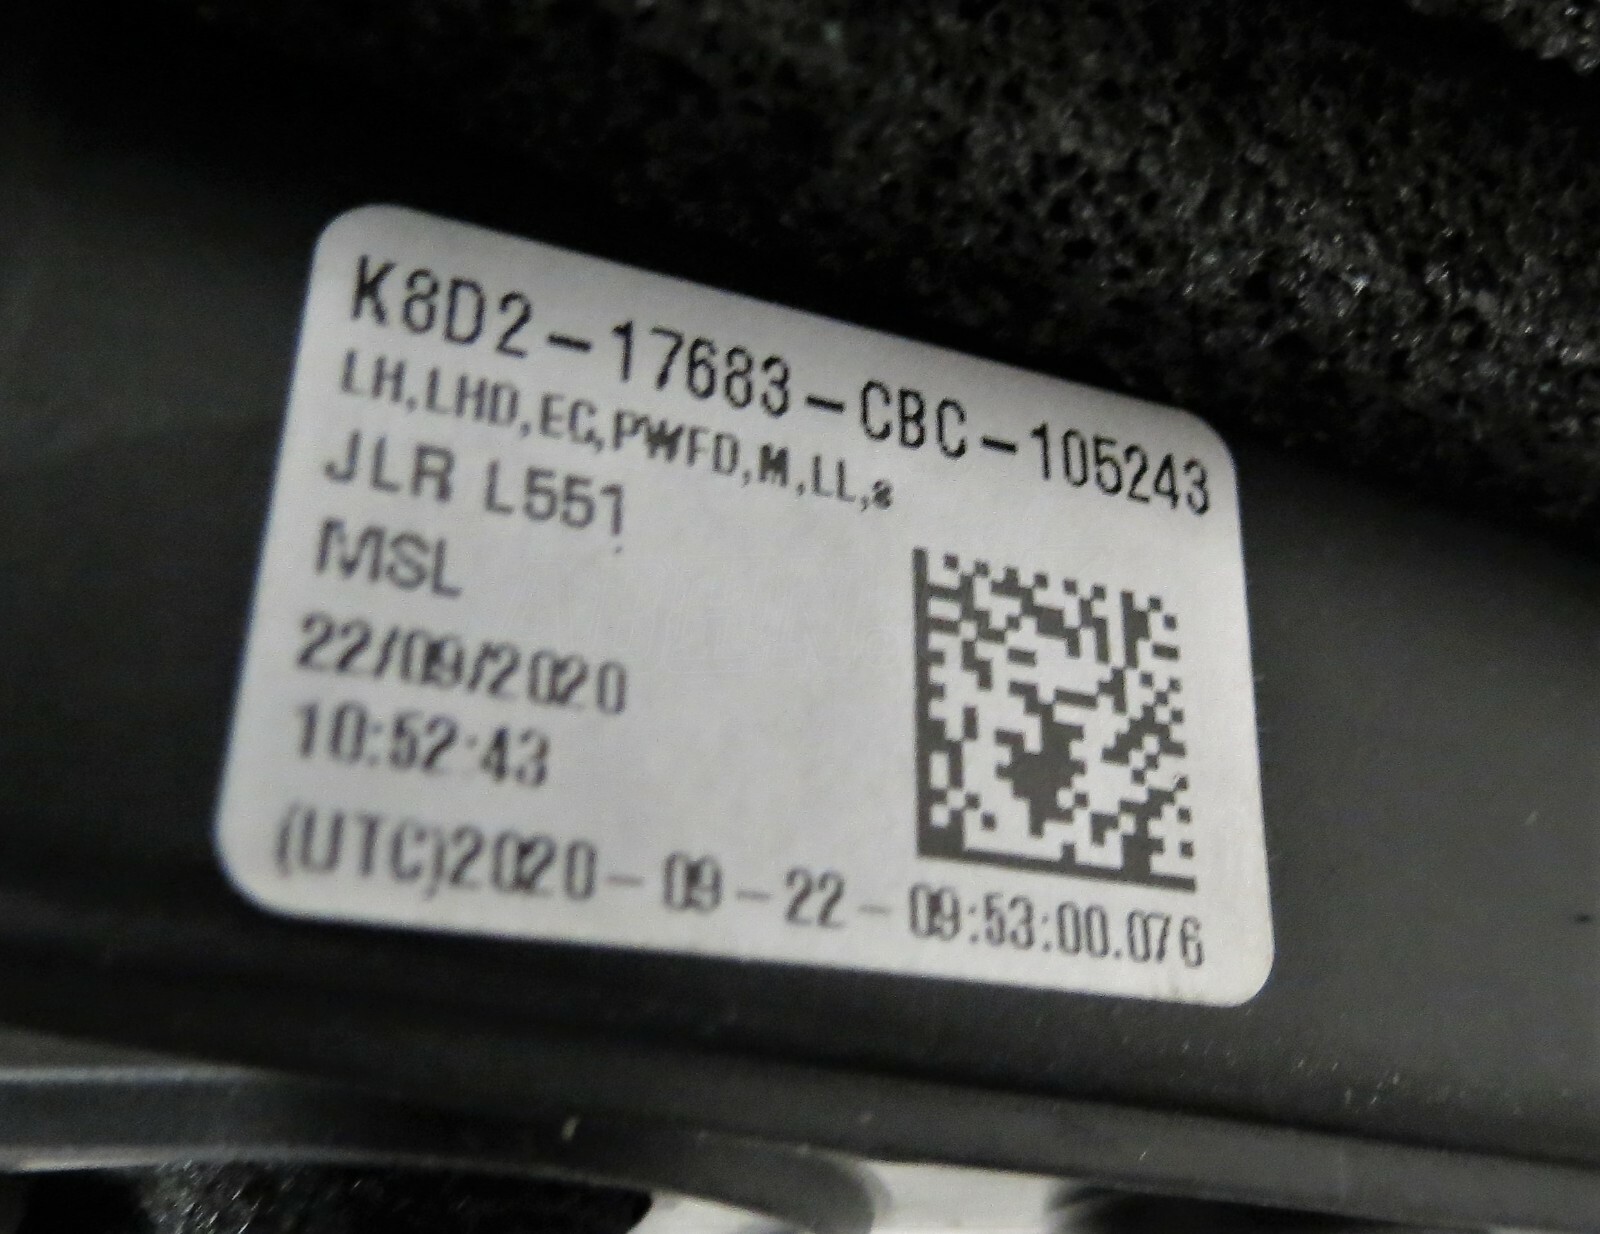 K8D2-17683-CBC-105243
LH,LHD,EC,PWFD,M,LL,a
JLR L551
MSL
22/09/2020
10:52:43
(UTC)2020-09-22-09:53:00.076